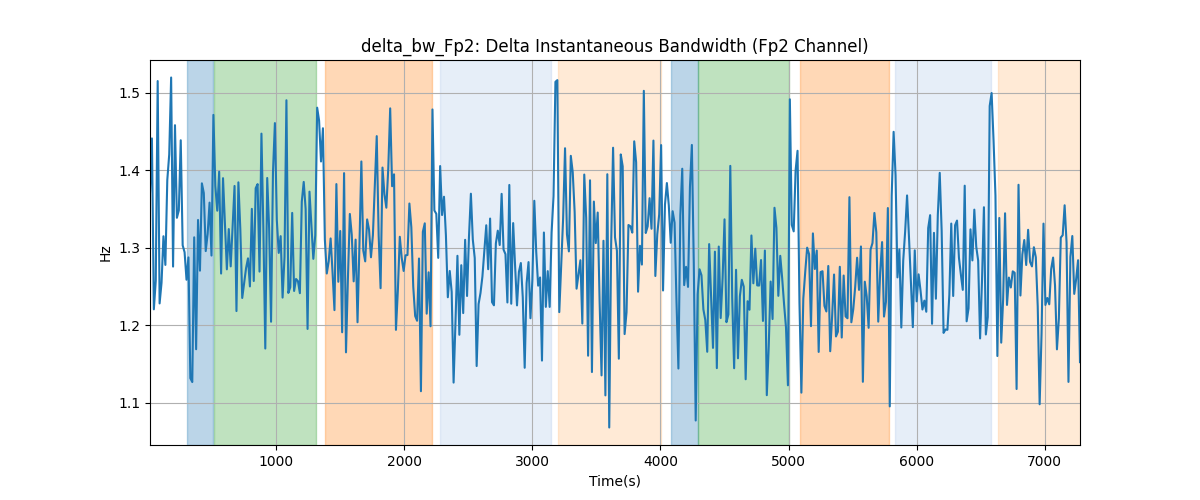 delta_bw_Fp2: Delta Instantaneous Bandwidth (Fp2 Channel)
1.5
1.4
1.3
1.2
1.1
Hz
1000 2000 3000 4000 5000 6000 7000
Time(s)